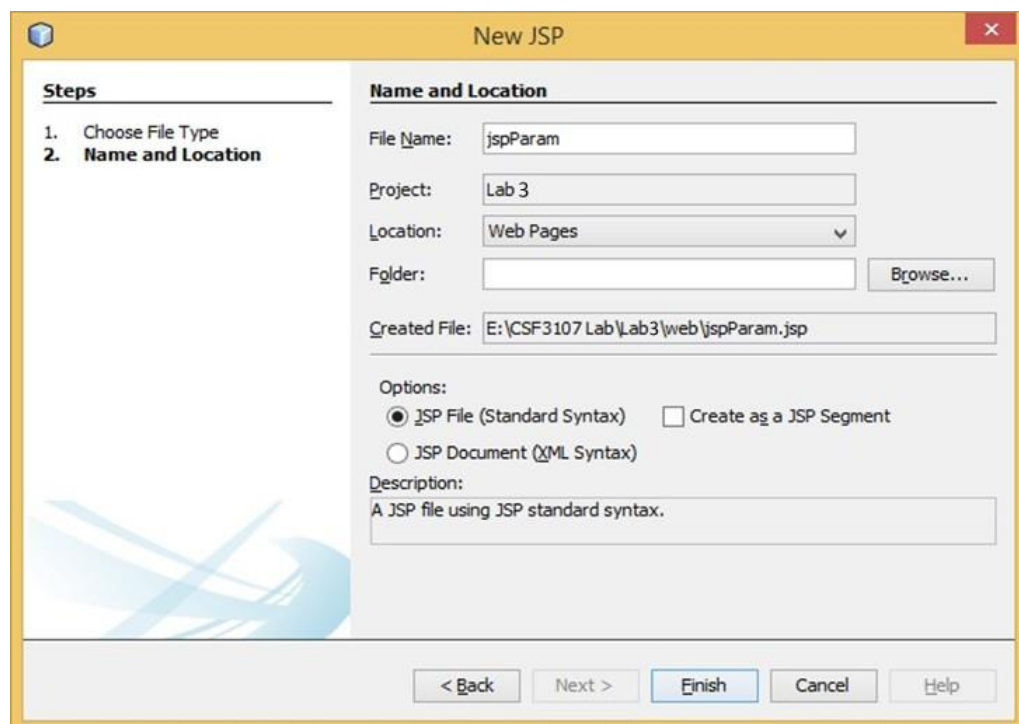 New JSP
Steps
1. Choose File Type
2. Name and Location
Name and Location
File Name: jspParam
Project: Lab 3
Location: Web Pages
Folder: Browse...
Created File: E:\CSF3107 Lab\Lab3\web\jspParam.jsp
Options:
JSP File (Standard Syntax) Create as a JSP Segment
JSP Document (XML Syntax)
Description:
A JSP file using JSP standard syntax.
< Back Next > Finish Cancel Help